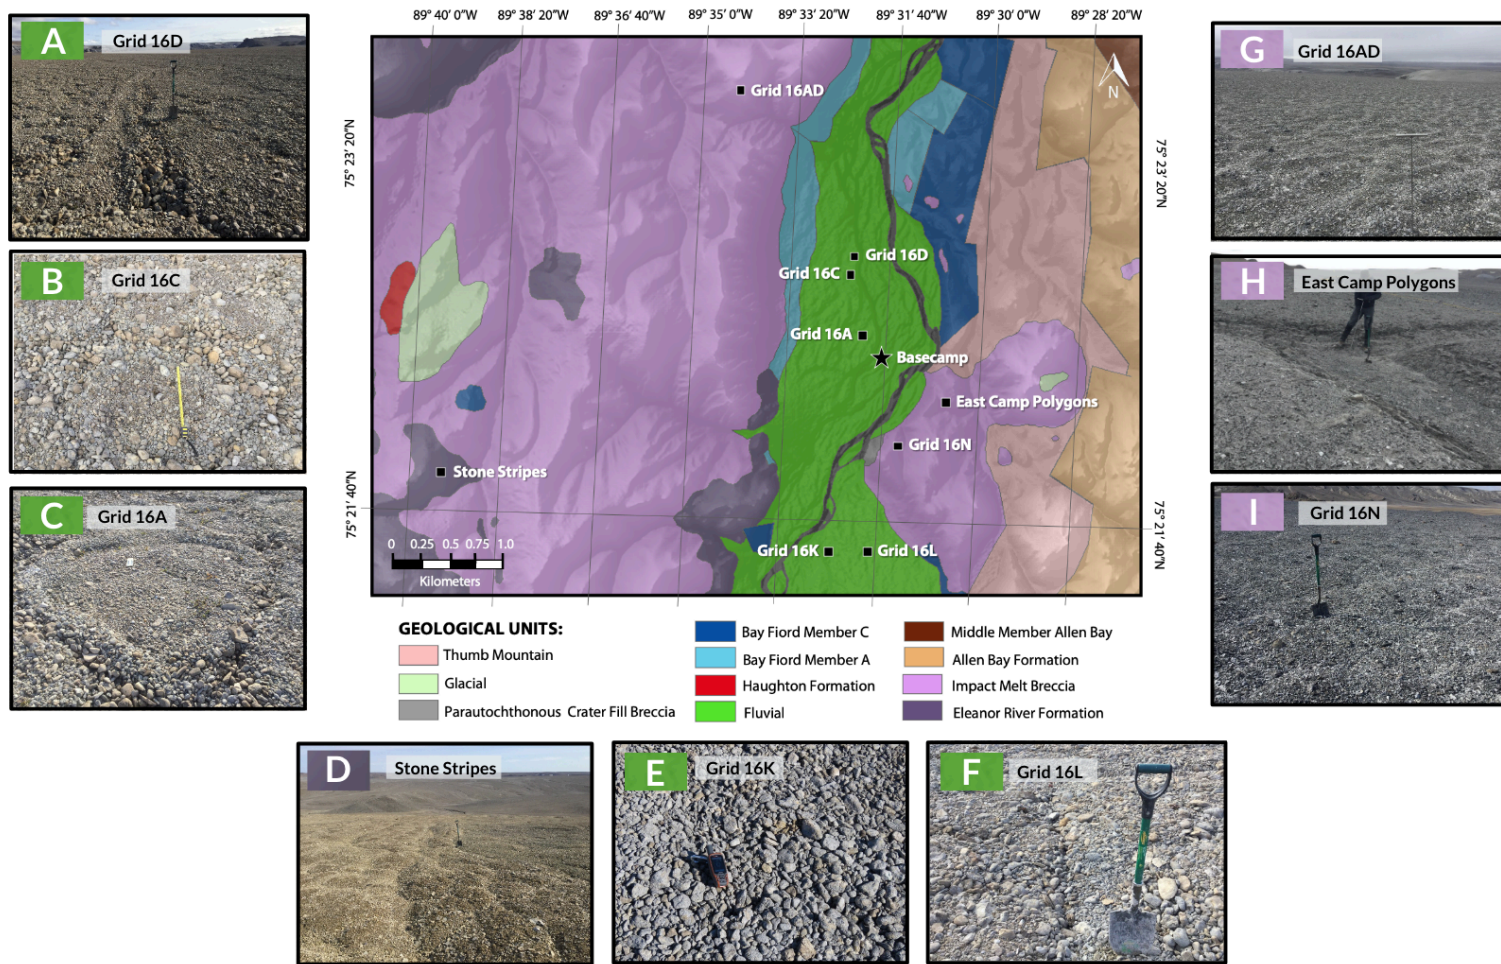 89° 40′ 0″W 89° 38′ 20″W 89° 36′ 40″W 89° 35′ 0″W 89° 33′ 20″W 89° 31′ 40″W 89° 30′ 0″W 89° 28′ 20″W
A Grid 16D
B Grid 16C
C Grid 16A
75° 23′ 20″N
75° 21′ 40″N
N
Grid 16AD
Grid 16D
Grid 16C
Grid 16A
Basecamp
East Camp Polygons
Grid 16N
Stone Stripes
Grid 16K
Grid 16L
0 0.25 0.5 0.75 1.0
Kilometers
75° 23′ 20″N
75° 21′ 40″N
G Grid 16AD
H East Camp Polygons
I Grid 16N
GEOLOGICAL UNITS:
Thumb Mountain
Glacial
Parautochthonous Crater Fill Breccia
Bay Fiord Member C
Bay Fiord Member A
Haughton Formation
Fluvial
Middle Member Allen Bay
Allen Bay Formation
Impact Melt Breccia
Eleanor River Formation
D Stone Stripes
E Grid 16K
F Grid 16L